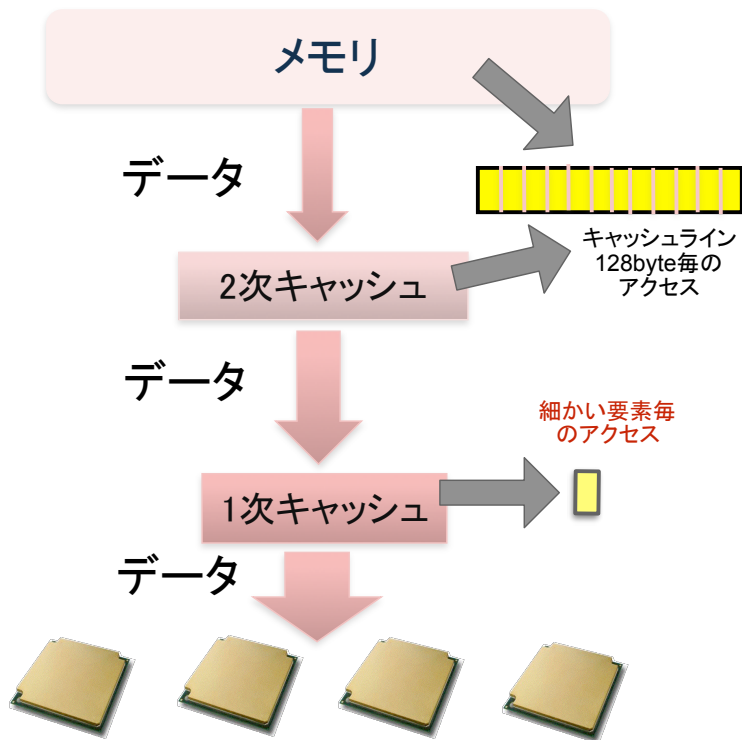 メモリ
データ
キャッシュライン
128byte毎の
アクセス
2次キャッシュ
データ
細かい要素毎
のアクセス
1次キャッシュ
データ